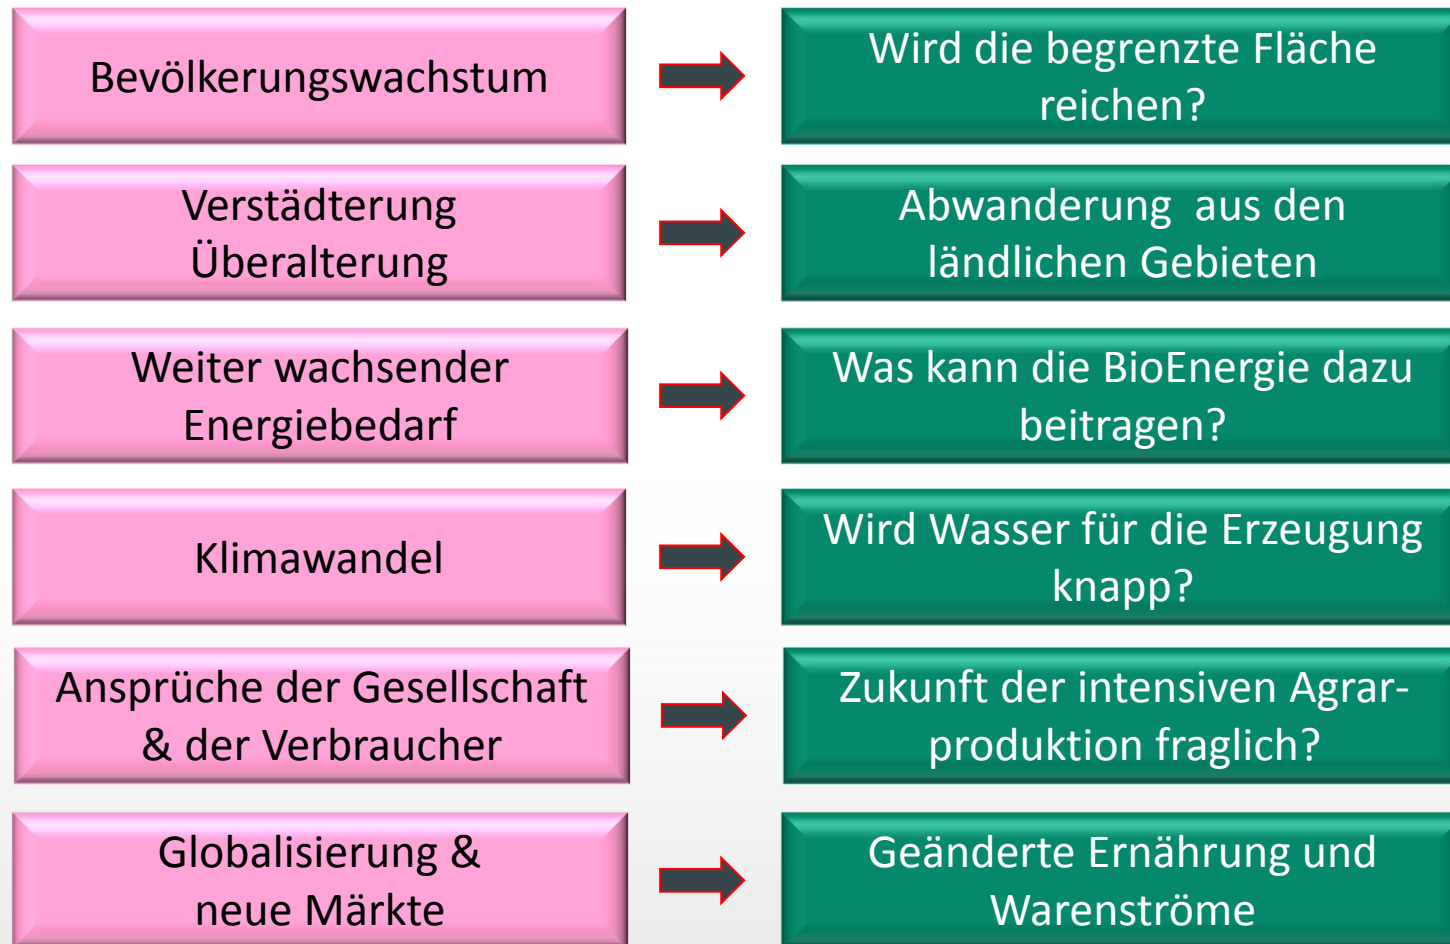 Bevölkerungswachstum
Wird die begrenzte Fläche
reichen?
Verstädterung
Überalterung
Abwanderung aus den
ländlichen Gebieten
Weiter wachsender
Energiebedarf
Was kann die BioEnergie dazu
beitragen?
Klimawandel
Wird Wasser für die Erzeugung
knapp?
Ansprüche der Gesellschaft
& der Verbraucher
Zukunft der intensiven Agrar-
produktion fraglich?
Globalisierung &
neue Märkte
Geänderte Ernährung und
Warenströme